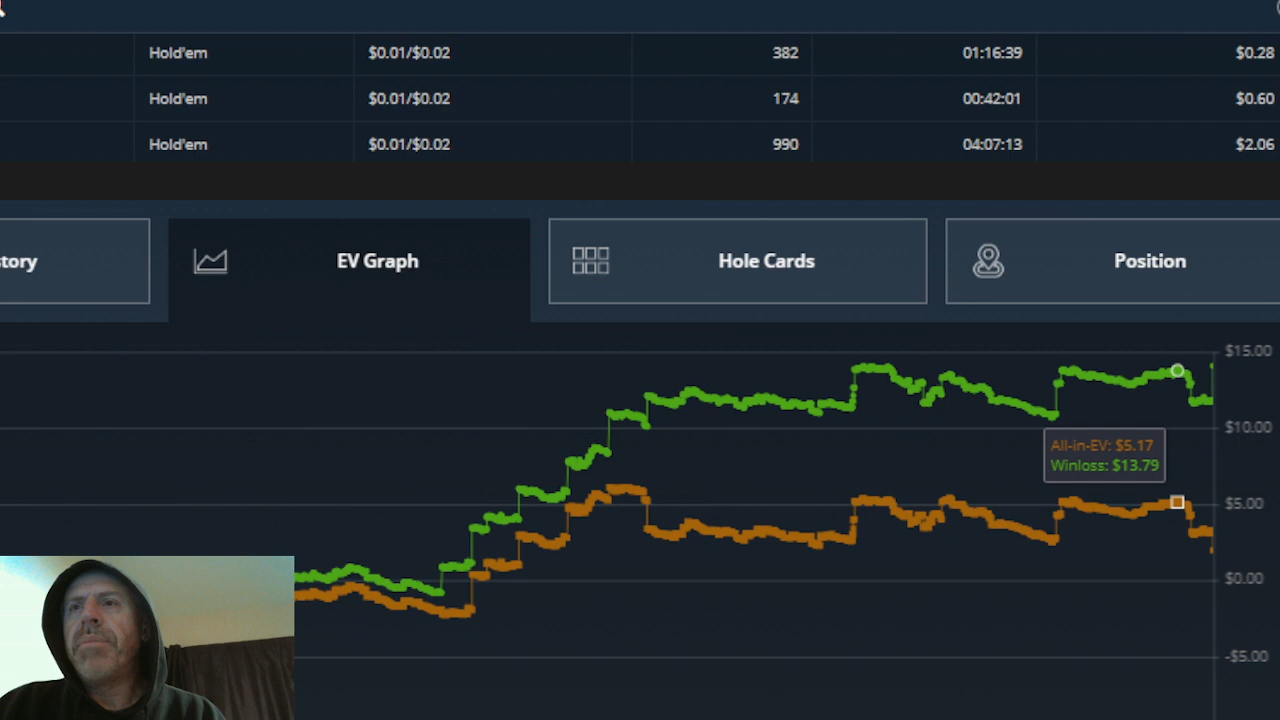 Hold'em $0.01/$0.02 382 01:16:39 $0.28
Hold'em $0.01/$0.02 174 00:42:01 $0.60
Hold'em $0.01/$0.02 990 04:07:13 $2.06
story EV Graph Hole Cards Position
$15.00
$10.00
All-in-EV: $5.17
Winloss: $13.79
$5.00
$0.00
-$5.00